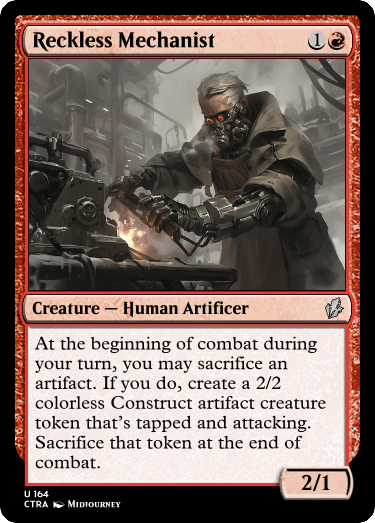 Reckless Mechanist 1
Creature — Human Artificer
At the beginning of combat during
your turn, you may sacrifice an
artifact. If you do, create a 2/2
colorless Construct artifact creature
token that's tapped and attacking.
Sacrifice that token at the end of
combat.
2/1
U 164
CTRA Midjourney